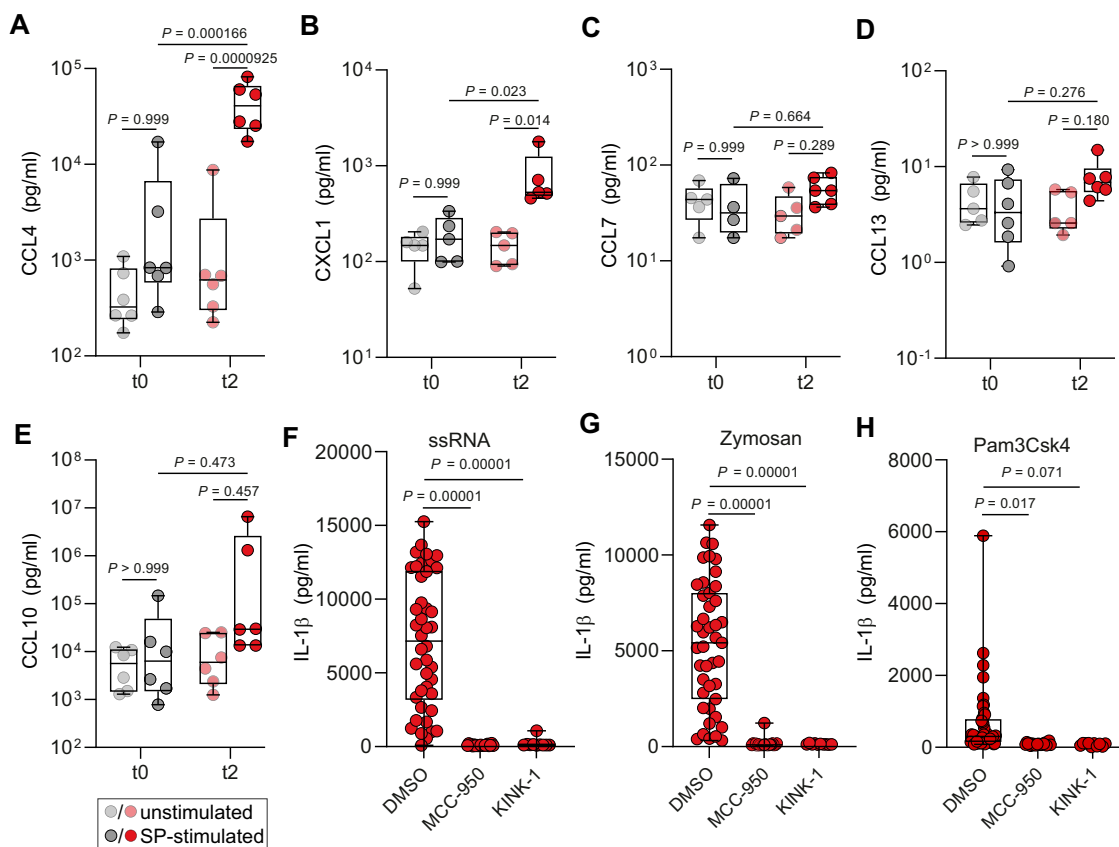 A
P = 0.000166
P = 0.0000925
P = 0.999
CCL4 (pg/ml)
10^5
10^4
10^3
10^2
t0
t2
B
P = 0.023
P = 0.014
P = 0.999
CXCL1 (pg/ml)
10^4
10^3
10^2
10^1
t0
t2
C
P = 0.664
P = 0.999
P = 0.289
CCL7 (pg/ml)
10^3
10^2
10^1
10^0
t0
t2
D
P = 0.276
P = 0.180
P > 0.999
CCL13 (pg/ml)
10^3
10^2
10^0
10^-1
t0
t2
E
P = 0.473
P = 0.457
P > 0.999
CCL10 (pg/ml)
10^8
10^7
10^6
10^5
10^4
10^3
10^2
t0
t2
/ unstimulated
/ SP-stimulated
F
ssRNA
P = 0.00001
P = 0.00001
IL-1β (pg/ml)
20000
15000
10000
5000
0
DMSO
MCC-950
KINK-1
G
Zymosan
P = 0.00001
P = 0.00001
IL-1β (pg/ml)
15000
10000
5000
0
DMSO
MCC-950
KINK-1
H
Pam3Csk4
P = 0.071
P = 0.017
IL-1β (pg/ml)
8000
6000
4000
2000
0
DMSO
MCC-950
KINK-1